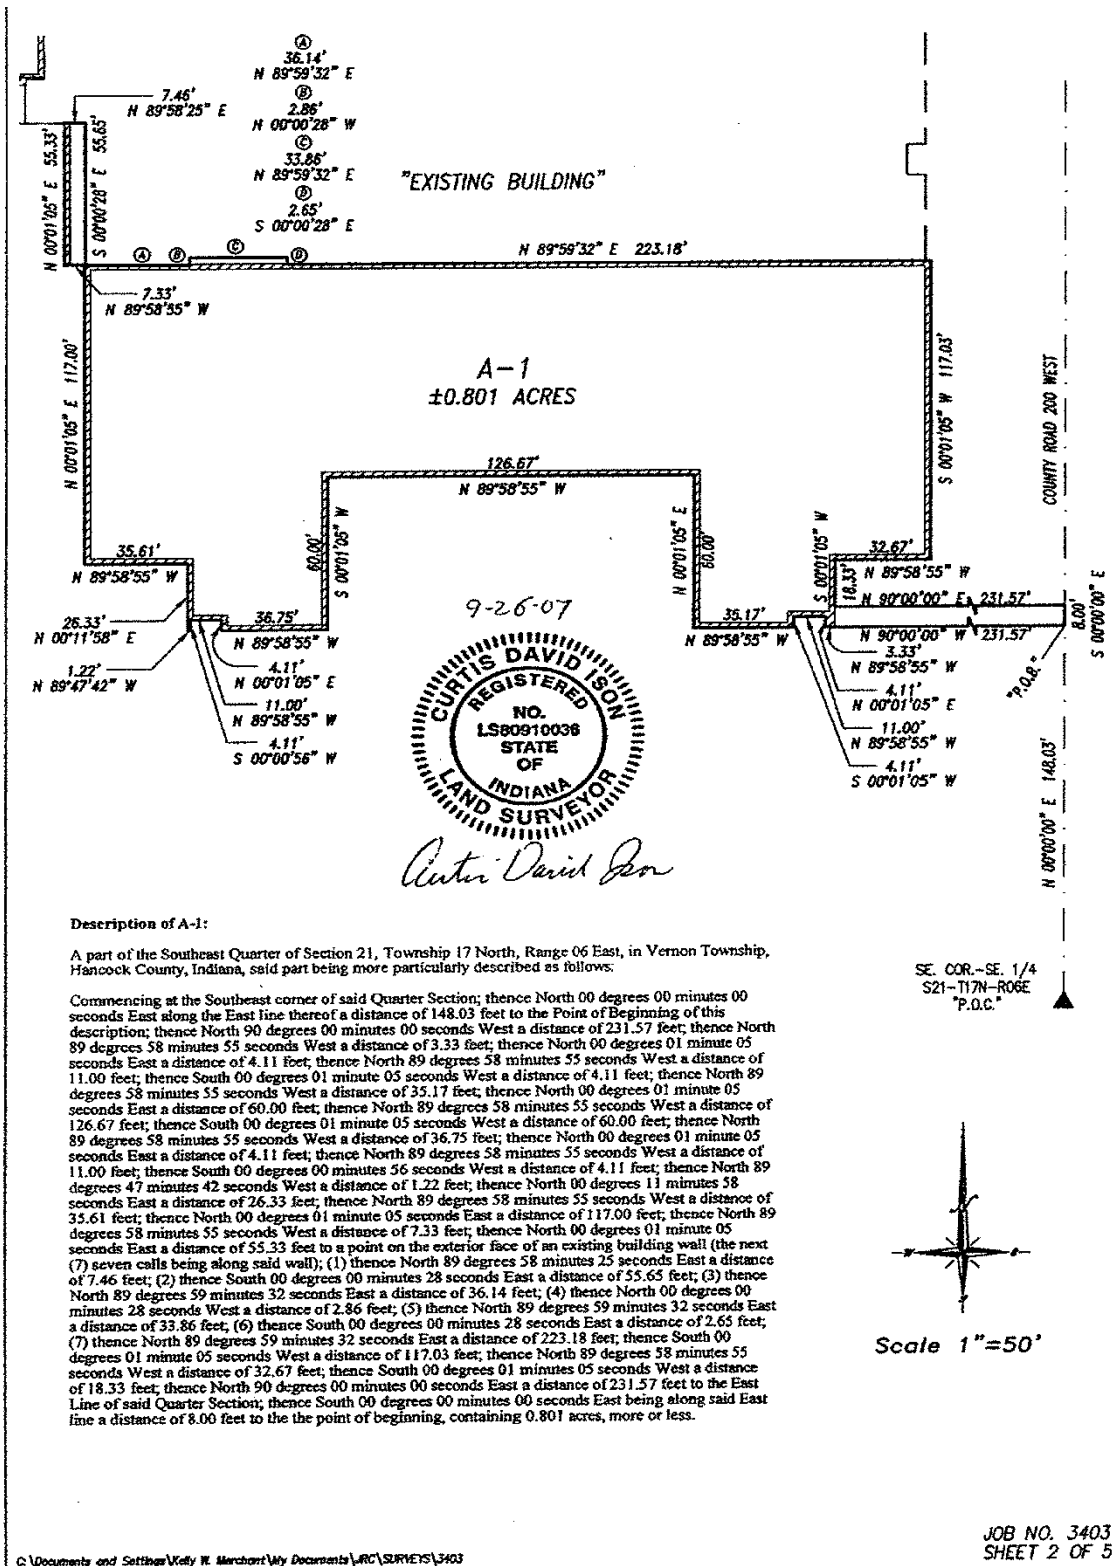 Ⓐ
36.14'
N 89°59'32" E
Ⓑ
2.86'
N 00°00'28" W
Ⓒ
33.86'
N 89°59'32" E
Ⓓ
2.65'
S 00°00'28" E
7.46'
N 89°58'25" E
N 00°01'05" E 55.33'
S 00°00'28" E 55.65'
"EXISTING BUILDING"
Ⓐ Ⓑ Ⓒ Ⓓ
N 89°59'32" E 223.18'
7.33'
N 89°58'55" W
N 00°01'05" E 117.00'
A-1
±0.801 ACRES
S 00°01'05" W 117.03'
COUNTY ROAD 200 WEST
126.67'
N 89°58'55" W
60.00'
S 00°01'05" W
N 00°01'05" E
60.00'
35.61'
N 89°58'55" W
S 00°01'05" W
18.33'
32.67'
N 89°58'55" W
N 90°00'00" E 231.57'
N 90°00'00" W 231.57'
8.00'
S 00°00'00" E
26.33'
N 00°11'58" E
1.22'
N 89°47'42" W
36.75'
N 89°58'55" W
4.11'
N 00°01'05" E
11.00'
N 89°58'55" W
4.11'
S 00°00'56" W
9-26-07
35.17'
N 89°58'55" W
3.33'
N 89°58'55" W
4.11'
N 00°01'05" E
11.00'
N 89°58'55" W
4.11'
S 00°01'05" W
"P.O.B."
N 00°00'00" E 148.03'
CURTIS DAVID ISON
REGISTERED
NO.
LS80910036
STATE
OF
INDIANA
LAND SURVEYOR
Curtis David Ison
SE. COR.-SE. 1/4
S21-T17N-R06E
"P.O.C."
Description of A-1:
A part of the Southeast Quarter of Section 21, Township 17 North, Range 06 East, in Vernon Township,
Hancock County, Indiana, said part being more particularly described as follows:
Commencing at the Southeast corner of said Quarter Section; thence North 00 degrees 00 minutes 00
seconds East along the East line thereof a distance of 148.03 feet to the Point of Beginning of this
description; thence North 90 degrees 00 minutes 00 seconds West a distance of 231.57 feet; thence North
89 degrees 58 minutes 55 seconds West a distance of 3.33 feet; thence North 00 degrees 01 minute 05
seconds East a distance of 4.11 feet; thence North 89 degrees 58 minutes 55 seconds West a distance of
11.00 feet; thence South 00 degrees 01 minute 05 seconds West a distance of 4.11 feet; thence North 89
degrees 58 minutes 55 seconds West a distance of 35.17 feet; thence North 00 degrees 01 minute 05
seconds East a distance of 60.00 feet; thence North 89 degrees 58 minutes 55 seconds West a distance of
126.67 feet; thence South 00 degrees 01 minute 05 seconds West a distance of 60.00 feet; thence North
89 degrees 58 minutes 55 seconds West a distance of 36.75 feet; thence North 00 degrees 01 minute 05
seconds East a distance of 4.11 feet; thence North 89 degrees 58 minutes 55 seconds West a distance of
11.00 feet; thence South 00 degrees 00 minutes 56 seconds West a distance of 4.11 feet; thence North 89
degrees 47 minutes 42 seconds West a distance of 1.22 feet; thence North 00 degrees 11 minutes 58
seconds East a distance of 26.33 feet; thence North 89 degrees 58 minutes 55 seconds West a distance of
35.61 feet; thence North 00 degrees 01 minute 05 seconds East a distance of 117.00 feet; thence North 89
degrees 58 minutes 55 seconds West a distance of 7.33 feet; thence North 00 degrees 01 minute 05
seconds East a distance of 55.33 feet to a point on the exterior face of an existing building wall (the next
(7) seven calls being along said wall); (1) thence North 89 degrees 58 minutes 25 seconds East a distance
of 7.46 feet; (2) thence South 00 degrees 00 minutes 28 seconds East a distance of 55.65 feet; (3) thence
North 89 degrees 59 minutes 32 seconds East a distance of 36.14 feet; (4) thence North 00 degrees 00
minutes 28 seconds West a distance of 2.86 feet; (5) thence North 89 degrees 59 minutes 32 seconds East
a distance of 33.86 feet; (6) thence South 00 degrees 00 minutes 28 seconds East a distance of 2.65 feet;
(7) thence North 89 degrees 59 minutes 32 seconds East a distance of 223.18 feet; thence South 00
degrees 01 minute 05 seconds West a distance of 117.03 feet; thence North 89 degrees 58 minutes 55
seconds West a distance of 32.67 feet; thence South 00 degrees 01 minutes 05 seconds West a distance
of 18.33 feet; thence North 90 degrees 00 minutes 00 seconds East a distance of 231.57 feet to the East
Line of said Quarter Section; thence South 00 degrees 00 minutes 00 seconds East being along said East
line a distance of 8.00 feet to the the point of beginning, containing 0.801 acres, more or less.
Scale 1"=50'
JOB NO. 3403
SHEET 2 OF 5
C:\Documents and Settings\Kelly W. Merchant\My Documents\JRC\SURVEYS\3403